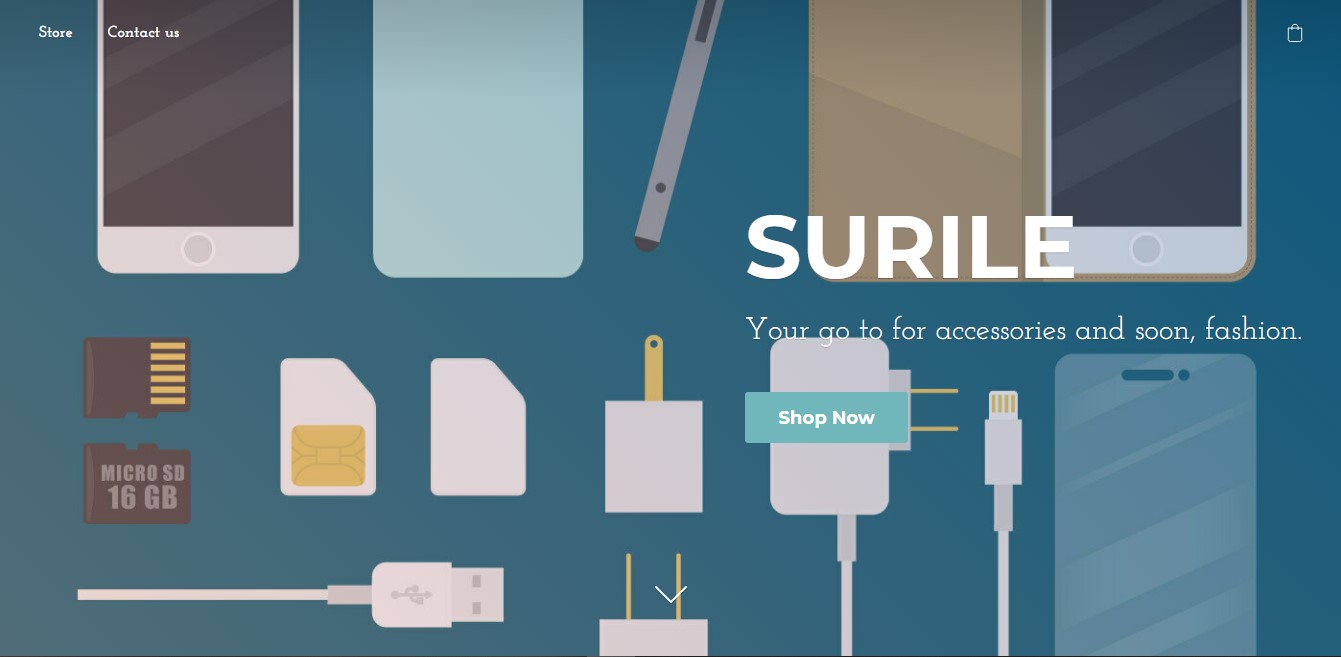 Store
Contact us
SURILE
Your go to for accessories and soon, fashion.
Shop Now
MICRO SD
16 GB